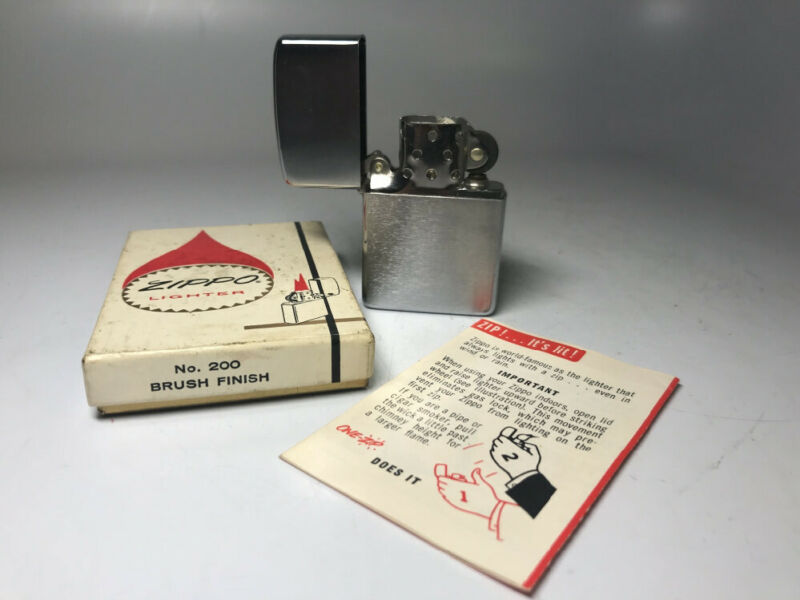 ZIPPO
LIGHTER
No. 200
BRUSH FINISH
ZIP! . . . It's lit!
Zippo is world-famous as the lighter that
always lights with a zip . . . even in
wind or rain.
IMPORTANT
When using your Zippo indoors, open lid
and raise lighter upward before striking
wheel (see illustration). This movement
eliminates gas lock, which may pre-
vent your Zippo from lighting on the
first zip.
If you are a pipe or
cigar smoker, pull
the wick a little past
chimney height for
a larger flame.
ONE-ZIP
DOES IT
2
1